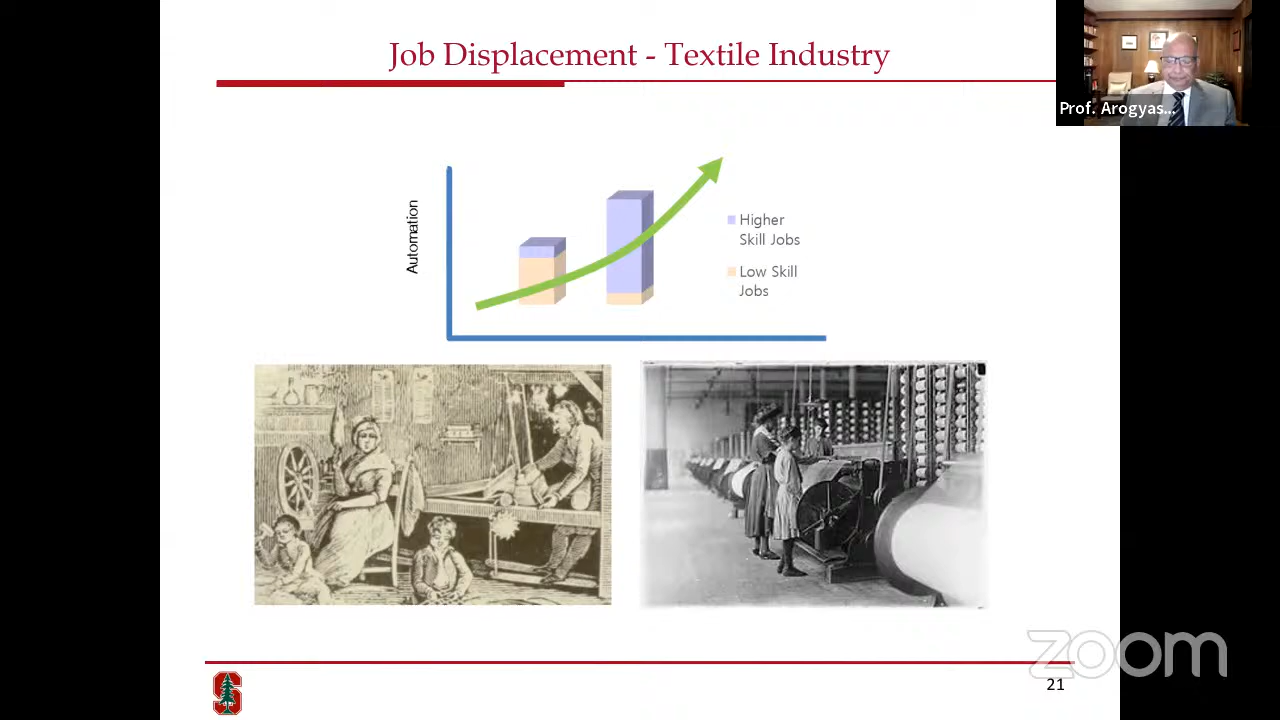 Job Displacement - Textile Industry
Prof. Arogyas...
Automation
Higher
Skill Jobs
Low Skill
Jobs
zoom
21
S